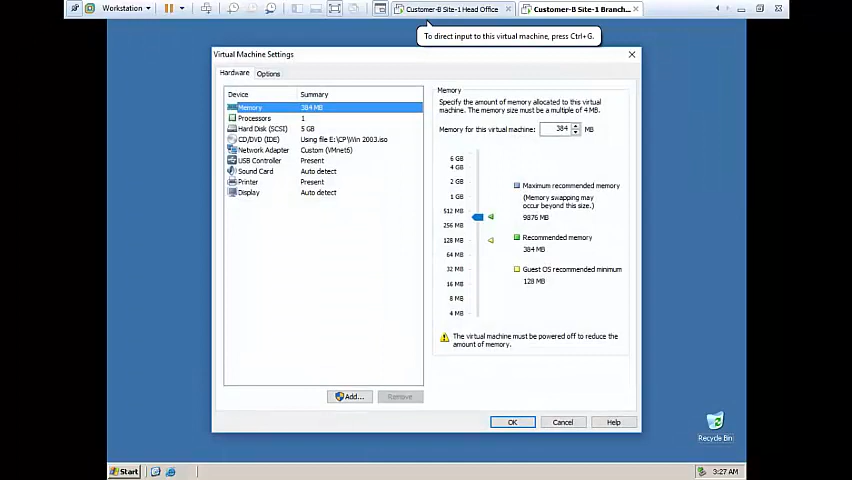 Workstation
Customer-B Site-1 Head Office
Customer-B Site-1 Branch...
To direct input to this virtual machine, press Ctrl+G.
Virtual Machine Settings
Hardware Options
Device Summary
Memory 384 MB
Processors 1
Hard Disk (SCSI) 5 GB
CD/DVD (IDE) Using file E:\CP\Win 2003.iso
Network Adapter Custom (VMnet6)
USB Controller Present
Sound Card Auto detect
Printer Present
Display Auto detect
Add...
Remove
Memory
Specify the amount of memory allocated to this virtual
machine. The memory size must be a multiple of 4 MB.
Memory for this virtual machine: 384 MB
6 GB
4 GB
2 GB
1 GB
512 MB
256 MB
128 MB
64 MB
32 MB
16 MB
8 MB
4 MB
Maximum recommended memory
(Memory swapping may
occur beyond this size.)
9876 MB
Recommended memory
384 MB
Guest OS recommended minimum
128 MB
The virtual machine must be powered off to reduce the
amount of memory.
OK
Cancel
Help
Recycle Bin
Start
3:27 AM